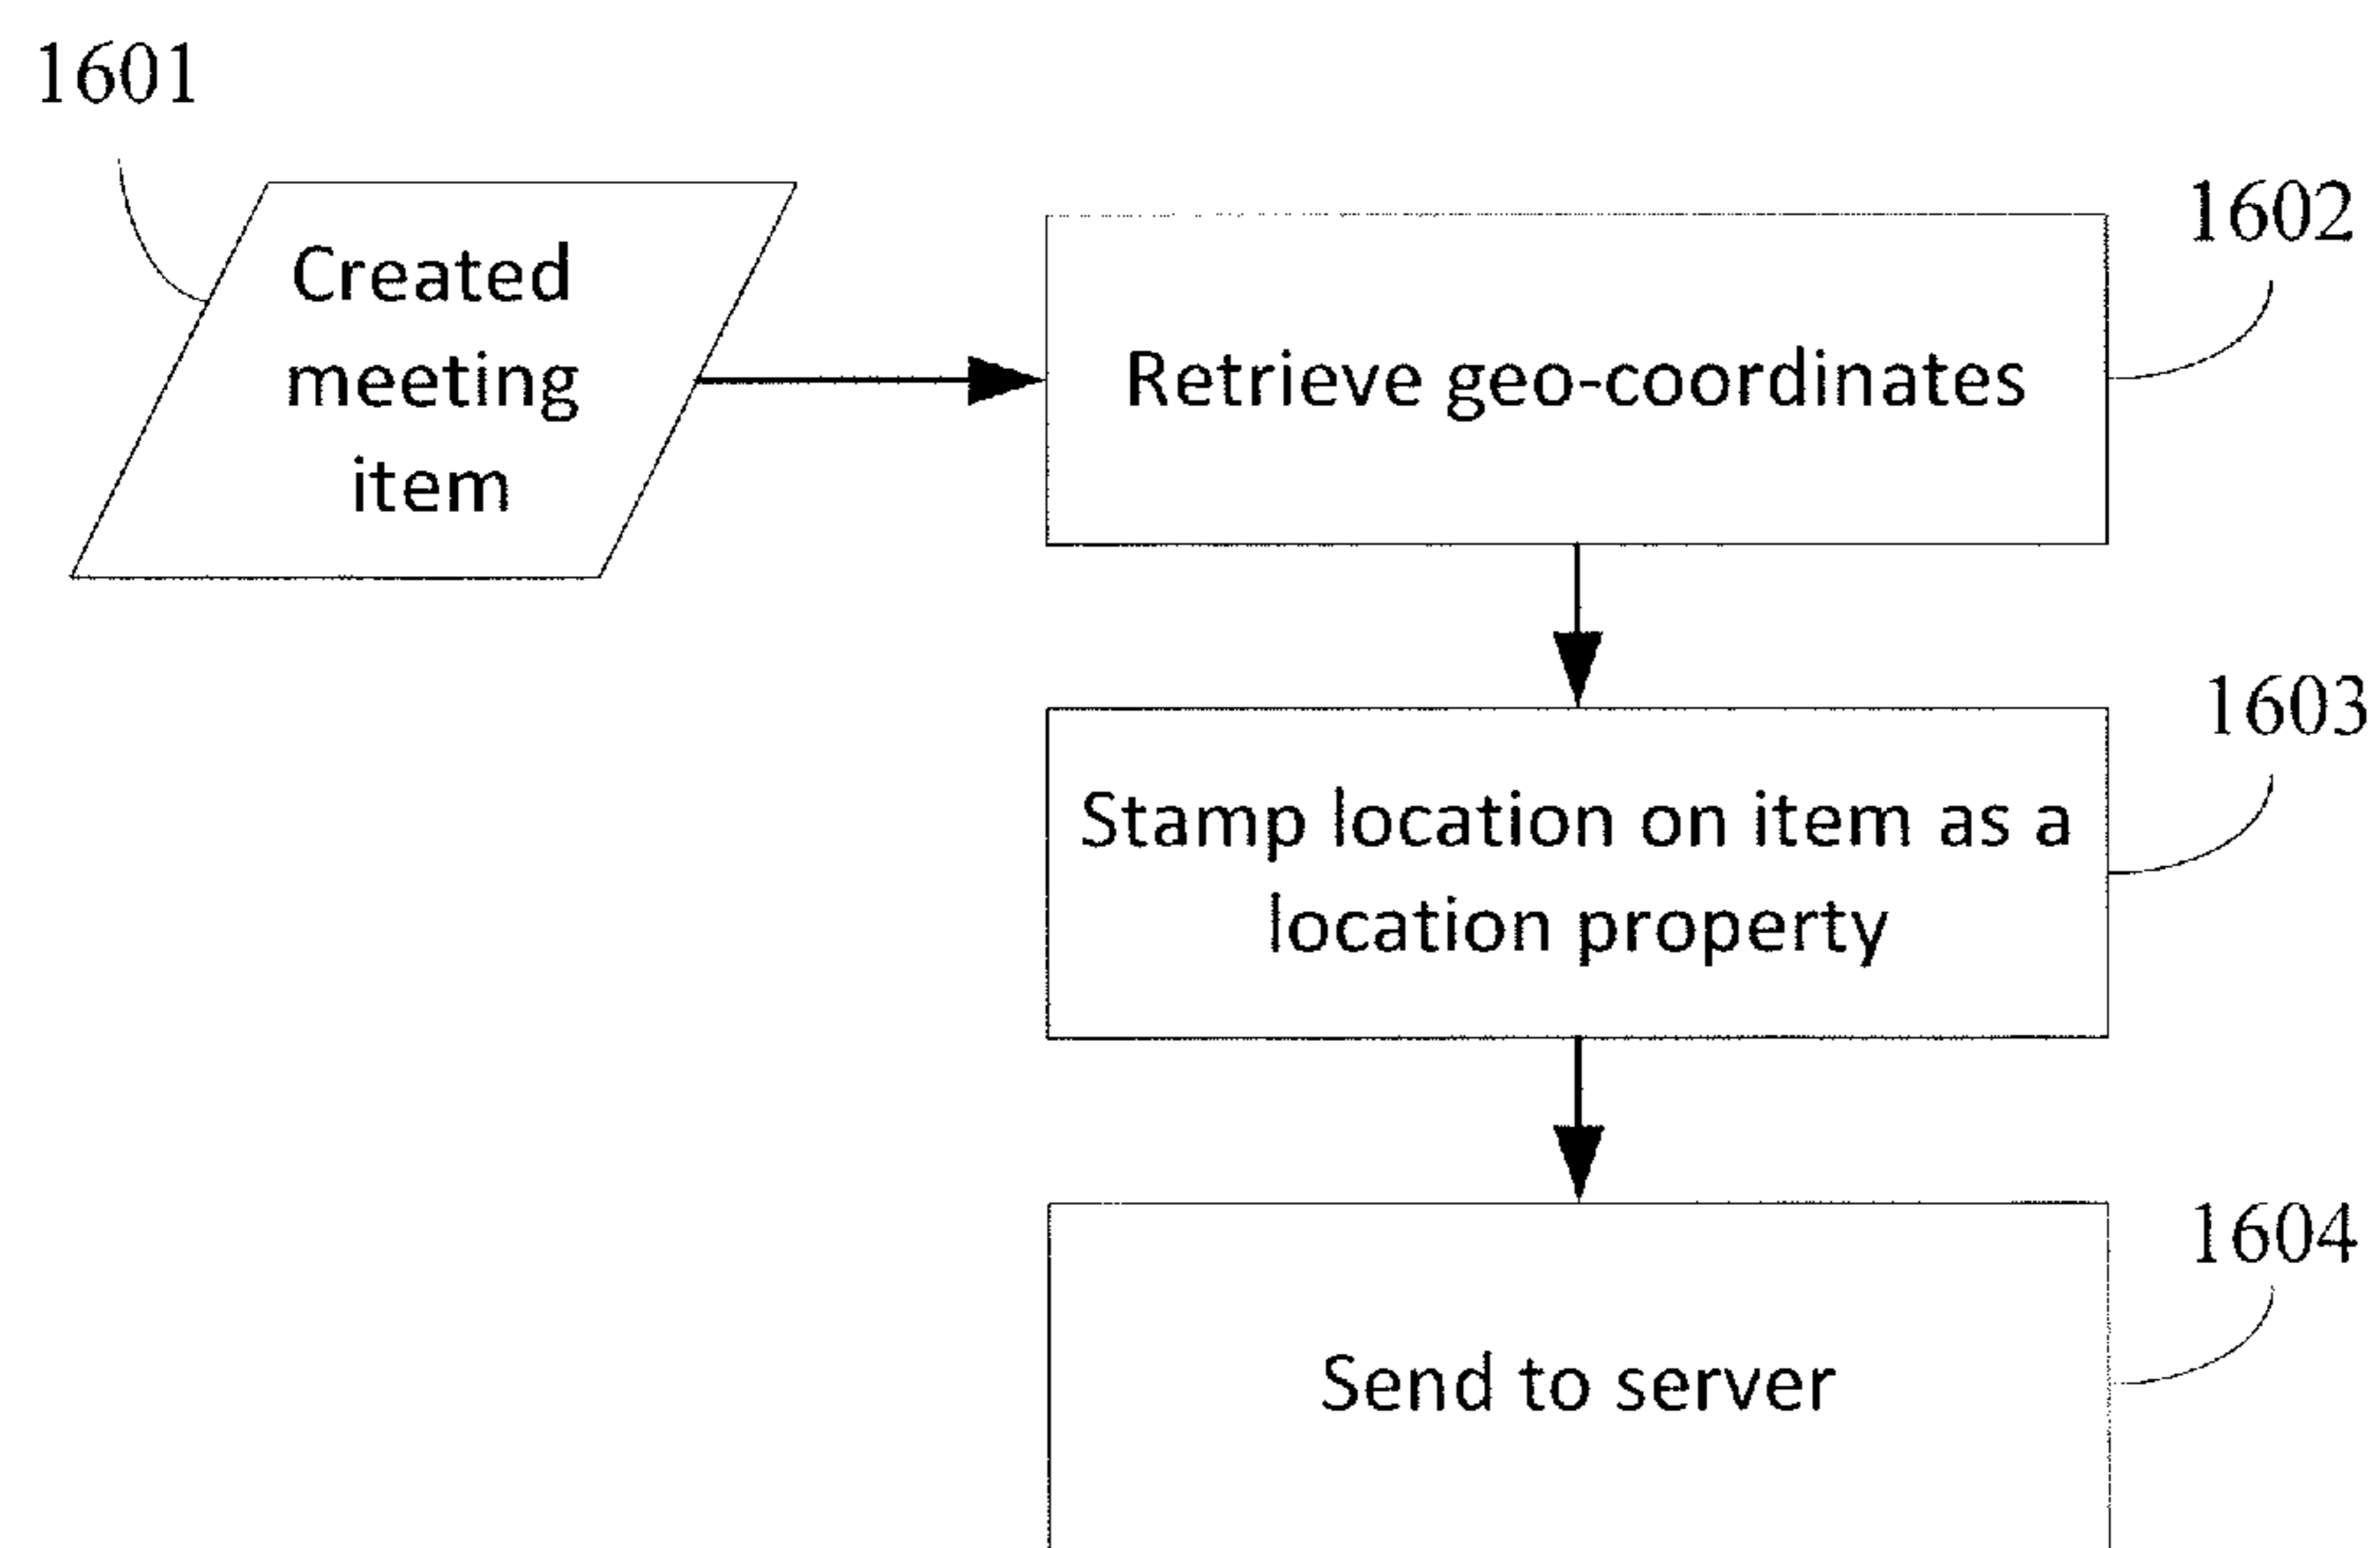 1601
Created
meeting
item
1602
Retrieve geo-coordinates
1603
Stamp location on item as a
location property
1604
Send to server